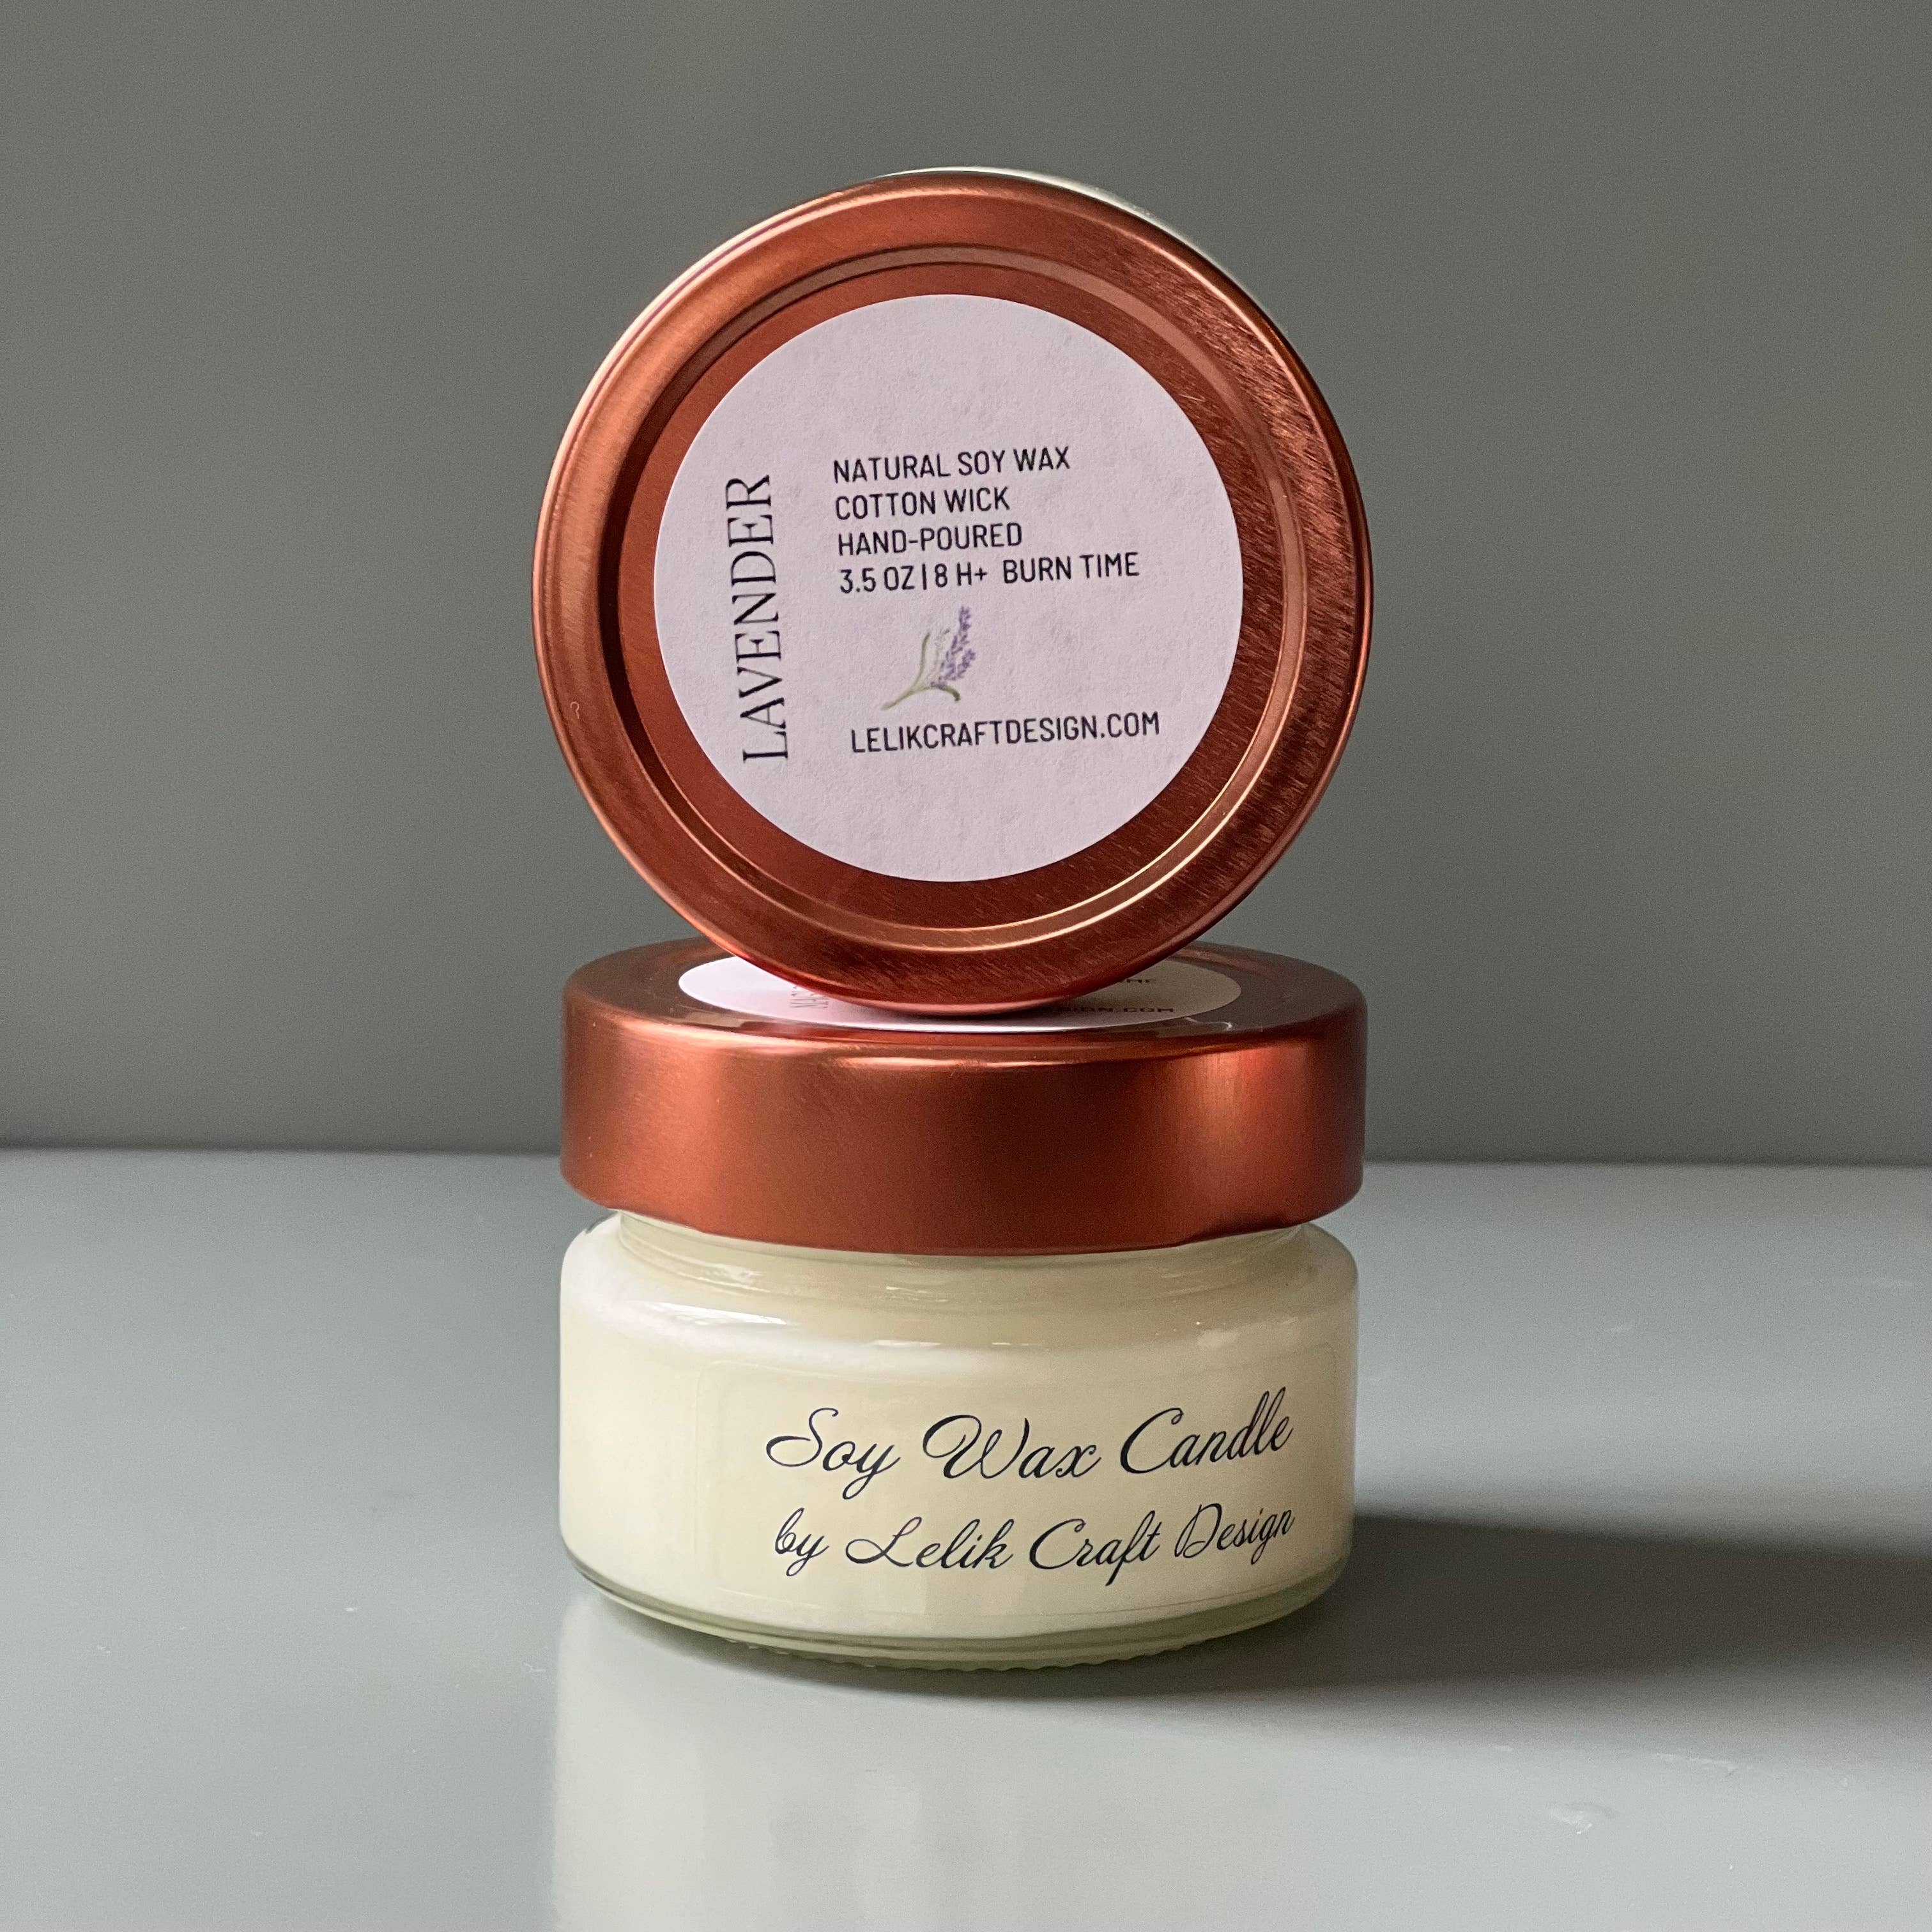 LAVENDER
NATURAL SOY WAX
COTTON WICK
HAND-POURED
3.5 OZ | 8 H+ BURN TIME
LELIKCRAFTDESIGN.COM
Soy Wax Candle
by Lelik Craft Design